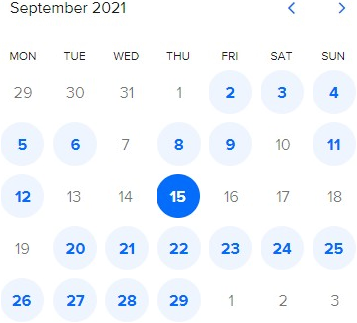 September 2021
MON TUE WED THU FRI SAT SUN
29 30 31 1 2 3 4
5 6 7 8 9 10 11
12 13 14 15 16 17 18
19 20 21 22 23 24 25
26 27 28 29 1 2 3